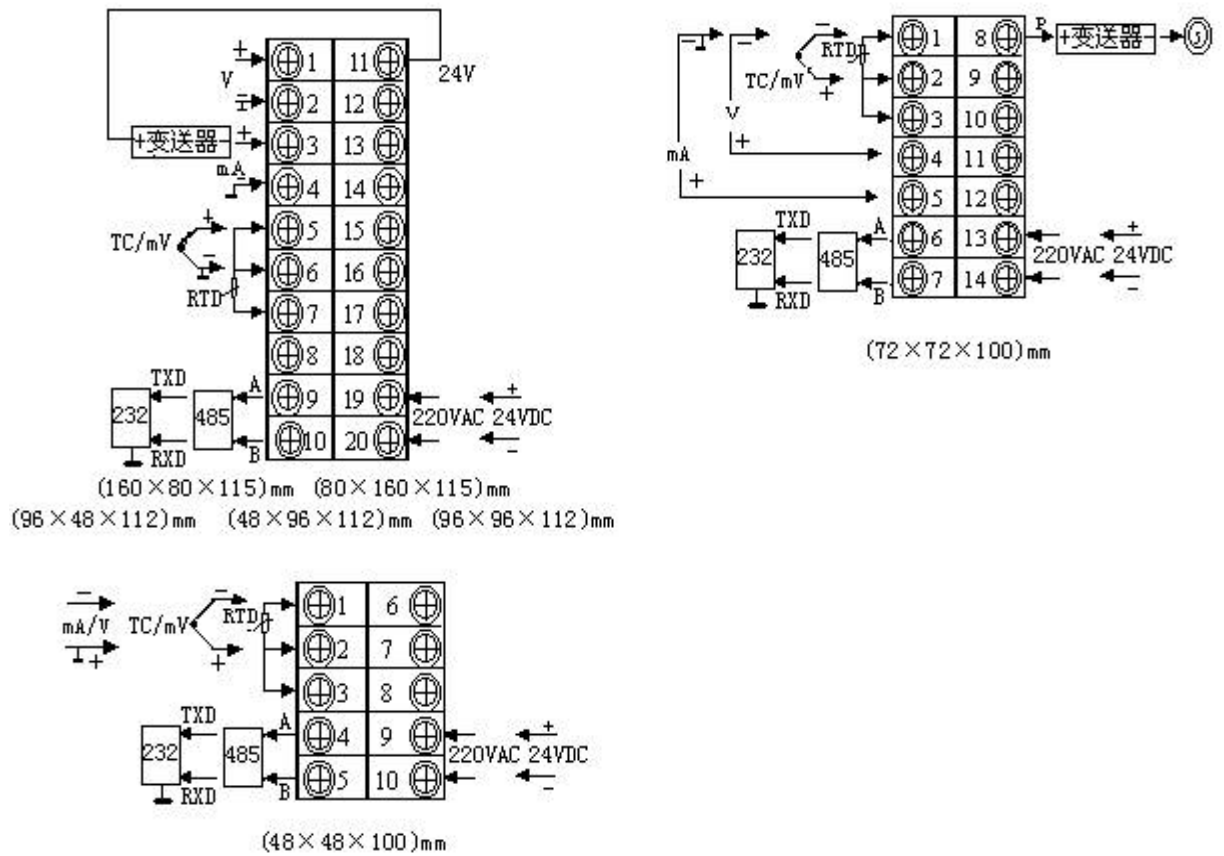 + V -
+变送器-
+ mA -
24V
1 11
2 12
3 13
4 14
5 15
6 16
7 17
8 18
9 19
10 20
TC/mV + -
RTD
TXD
232 485 A
RXD B
220VAC 24VDC + -
(160×80×115)mm (80×160×115)mm
(96×48×112)mm (48×96×112)mm (96×96×112)mm
- - -
RTD
TC/mV +
V +
mA +
1 8
2 9
3 10
4 11
5 12
6 13
7 14
P +变送器-
TXD
232 485 A
RXD B
220VAC 24VDC + -
(72×72×100)mm
- mA/V +
TC/mV - +
RTD
1 6
2 7
3 8
4 9
5 10
TXD
232 485 A
RXD B
220VAC 24VDC + -
(48×48×100)mm